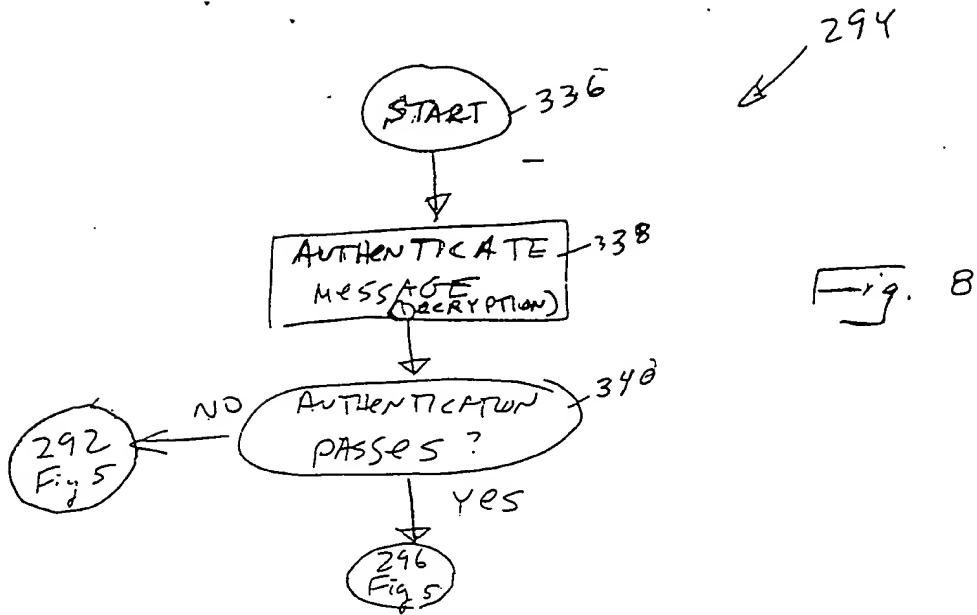 294
START
336
AUTHENTICATE
338
MESSAGE
(DECRYPTION)
Fig. 8
AUTHENTICATION
340
PASSES ?
NO
292
Fig 5
YES
296
Fig 5